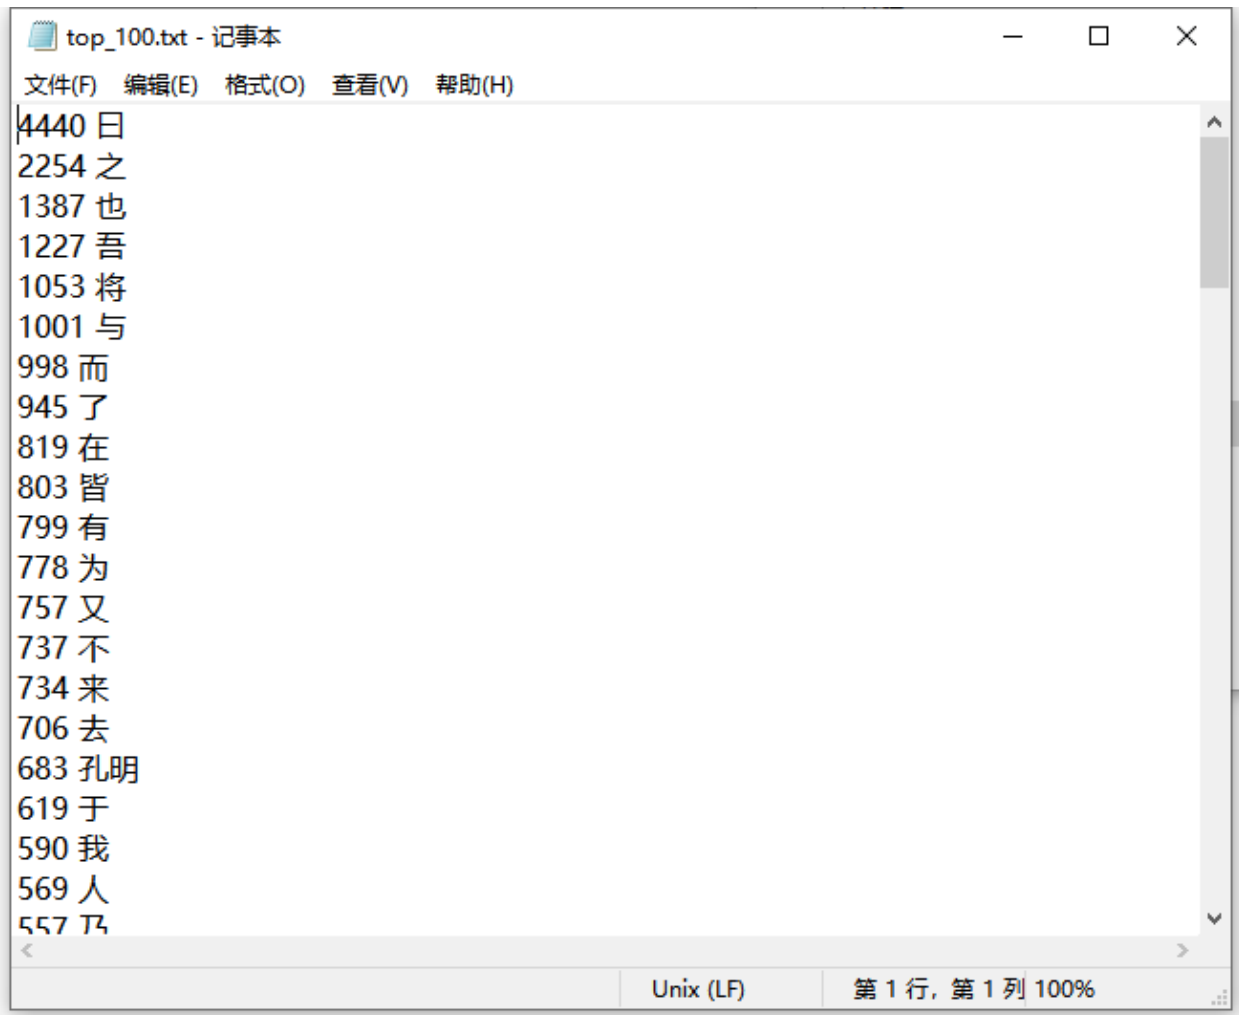 top_100.txt - 记事本
文件(F) 编辑(E) 格式(O) 查看(V) 帮助(H)
4440 曰
2254 之
1387 也
1227 吾
1053 将
1001 与
998 而
945 了
819 在
803 皆
799 有
778 为
757 又
737 不
734 来
706 去
683 孔明
619 于
590 我
569 人
557 乃
Unix (LF) 第 1 行, 第 1 列 100%